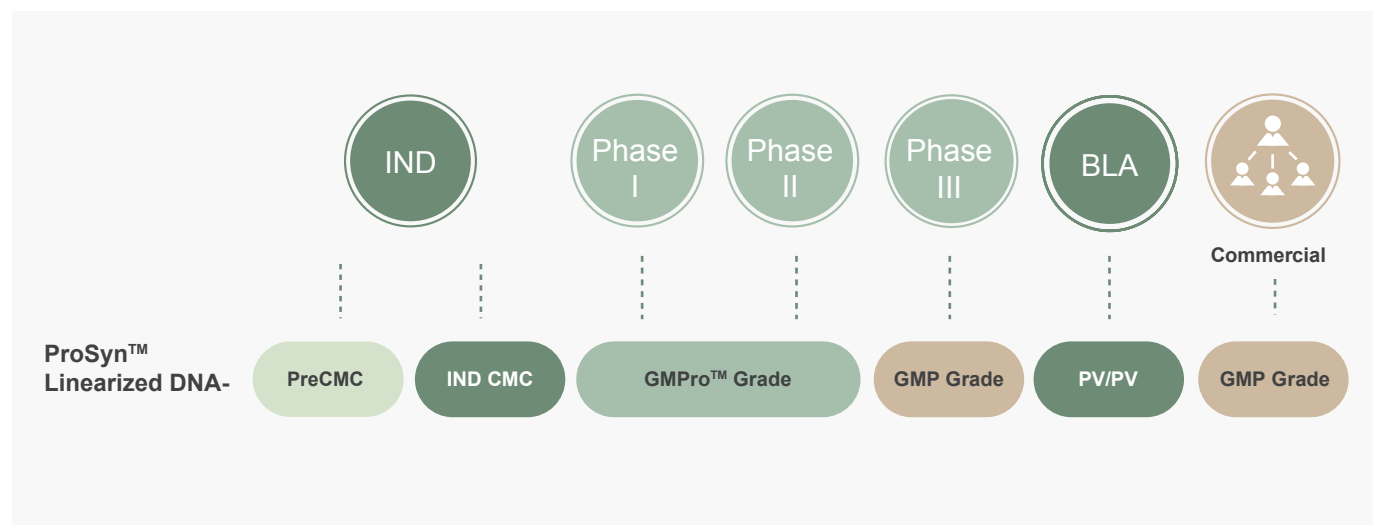 IND
Phase
I
Phase
II
Phase
III
BLA
Commercial
ProSyn™
Linearized DNA-
PreCMC
IND CMC
GMPro™ Grade
GMP Grade
PV/PV
GMP Grade